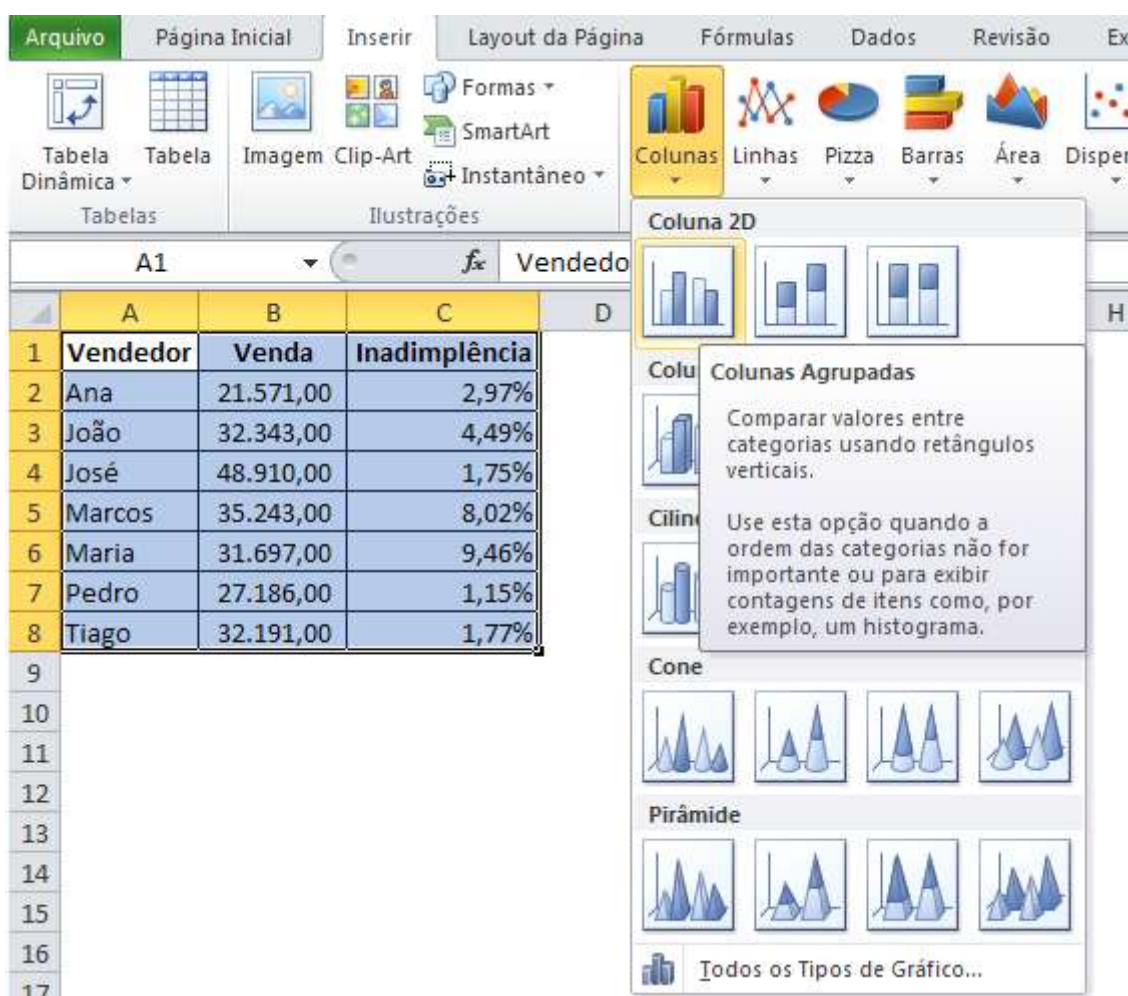 Arquivo Página Inicial Inserir Layout da Página Fórmulas Dados Revisão Ex
Formas
SmartArt
Instantâneo
Tabela Dinâmica
Tabela
Imagem
Clip-Art
Colunas
Linhas
Pizza
Barras
Área
Disper
Tabelas
Ilustrações
A1 fx Vendedo
A B C D H
1 Vendedor Venda Inadimplência
2 Ana 21.571,00 2,97%
3 João 32.343,00 4,49%
4 José 48.910,00 1,75%
5 Marcos 35.243,00 8,02%
6 Maria 31.697,00 9,46%
7 Pedro 27.186,00 1,15%
8 Tiago 32.191,00 1,77%
9
10
11
12
13
14
15
16
17
Coluna 2D
Colu
Colunas Agrupadas
Comparar valores entre
categorias usando retângulos
verticais.
Use esta opção quando a
ordem das categorias não for
importante ou para exibir
contagens de itens como, por
exemplo, um histograma.
Cilin
Cone
Pirâmide
Todos os Tipos de Gráfico...